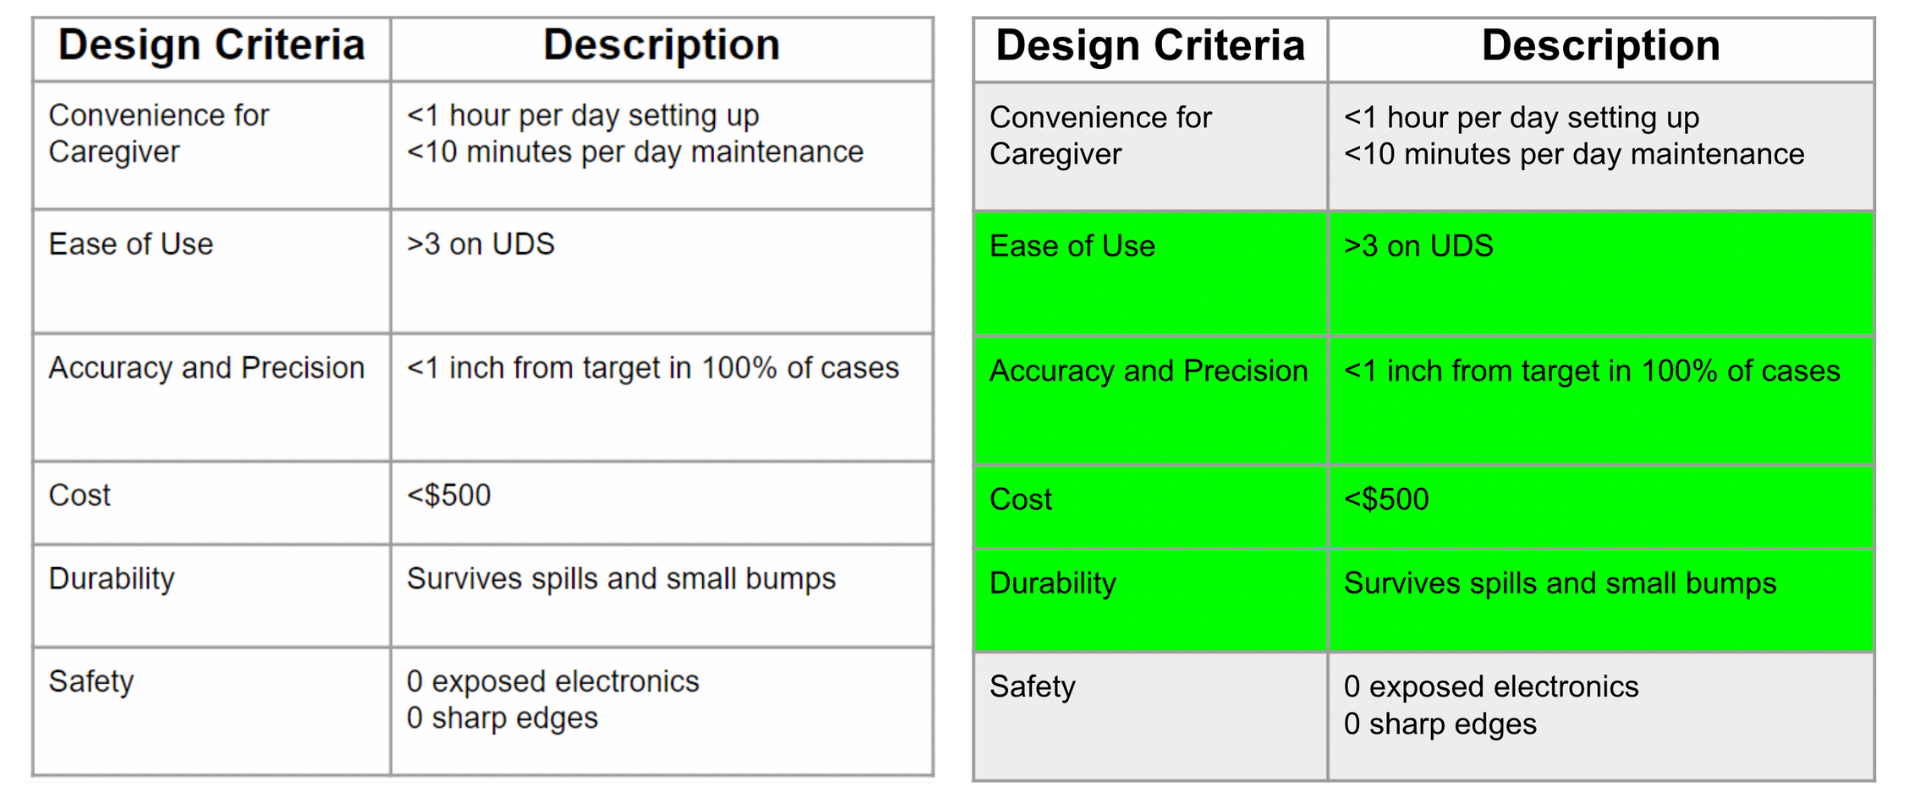 Design Criteria Description
Convenience for
Caregiver
<1 hour per day setting up
<10 minutes per day maintenance
Ease of Use
>3 on UDS
Accuracy and Precision
<1 inch from target in 100% of cases
Cost
<$500
Durability
Survives spills and small bumps
Safety
0 exposed electronics
0 sharp edges
Design Criteria Description
Convenience for
Caregiver
<1 hour per day setting up
<10 minutes per day maintenance
Ease of Use
>3 on UDS
Accuracy and Precision
<1 inch from target in 100% of cases
Cost
<$500
Durability
Survives spills and small bumps
Safety
0 exposed electronics
0 sharp edges